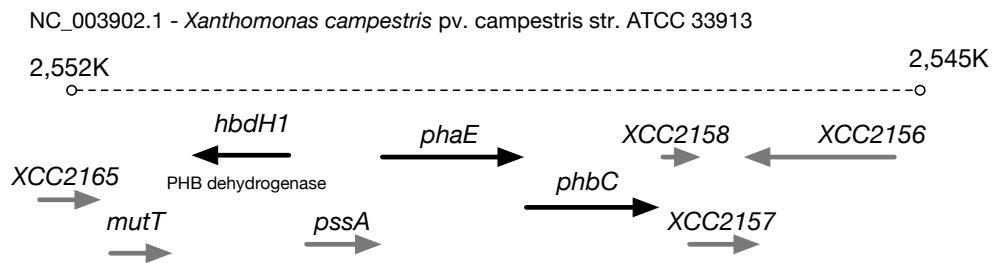 NC_003902.1 - Xanthomonas campestris pv. campestris str. ATCC 33913
2,552K
2,545K
hbdH1
phaE
XCC2158
XCC2156
XCC2165
PHB dehydrogenase
phbC
mutT
pssA
XCC2157